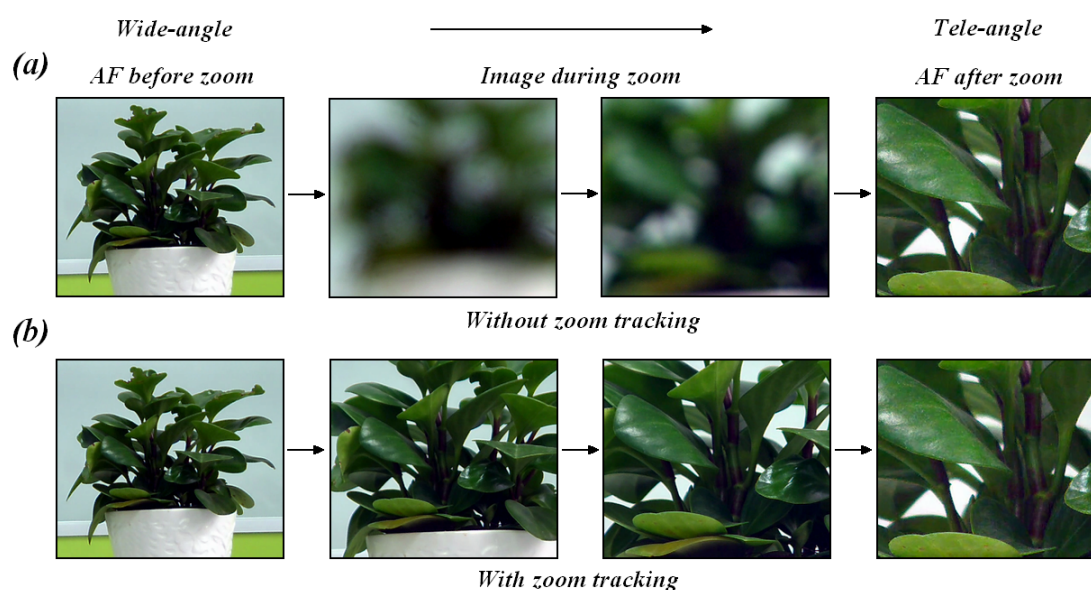 Wide-angle
Tele-angle
(a)
AF before zoom
Image during zoom
AF after zoom
Without zoom tracking
(b)
With zoom tracking